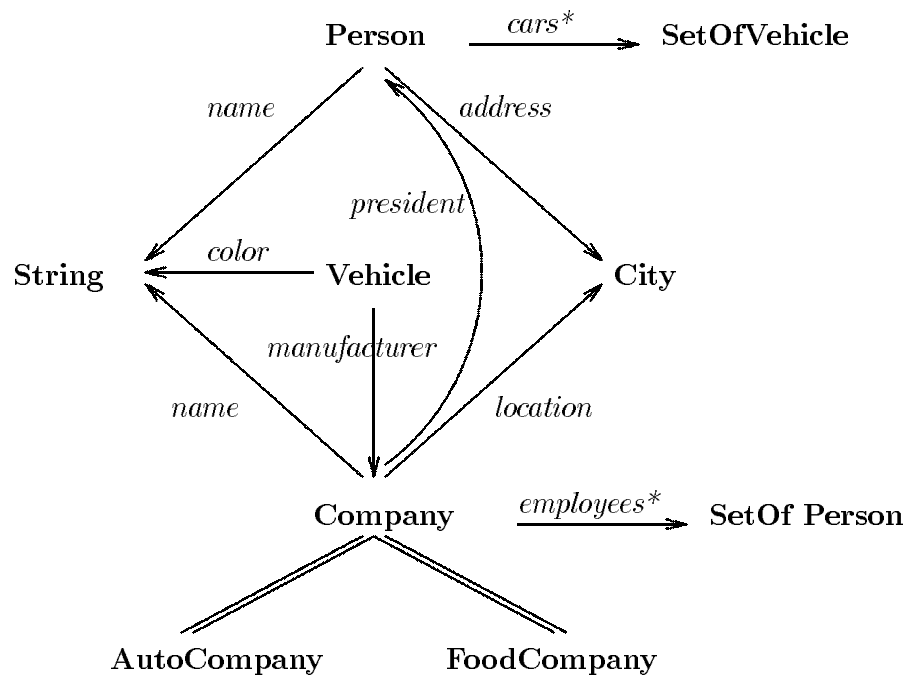 Person cars* SetOfVehicle
name address
president
String color Vehicle City
manufacturer
name location
Company employees* SetOf Person
AutoCompany FoodCompany